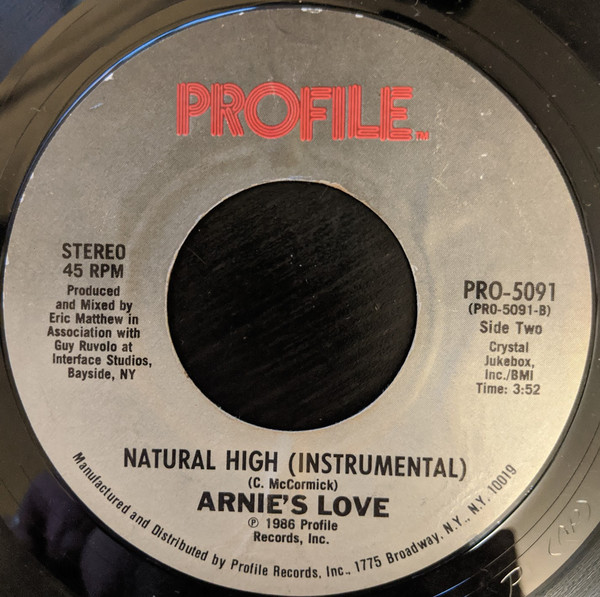 PROFILE™
STEREO
45 RPM
Produced
and Mixed by
Eric Matthew in
Association with
Guy Ruvolo at
Interface Studios,
Bayside, NY
PRO-5091
(PRO-5091-B)
Side Two
Crystal
Jukebox,
Inc./BMI
Time: 3:52
NATURAL HIGH (INSTRUMENTAL)
(C. McCormick)
ARNIE'S LOVE
℗ 1986 Profile
Records, Inc.
Manufactured and Distributed by Profile Records, Inc., 1775 Broadway, N.Y., N.Y. 10019